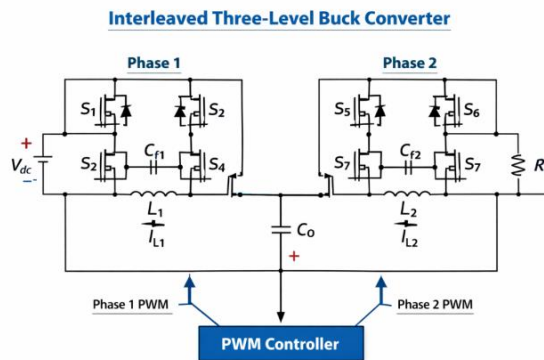 Interleaved Three-Level Buck Converter
Phase 1
Phase 2
S1
S2
S5
S6
+
Vdc
−
S2
Cf1
S4
S7
Cf2
S7
R
L1
IL1
Co
+
L2
IL2
Phase 1 PWM
Phase 2 PWM
PWM Controller